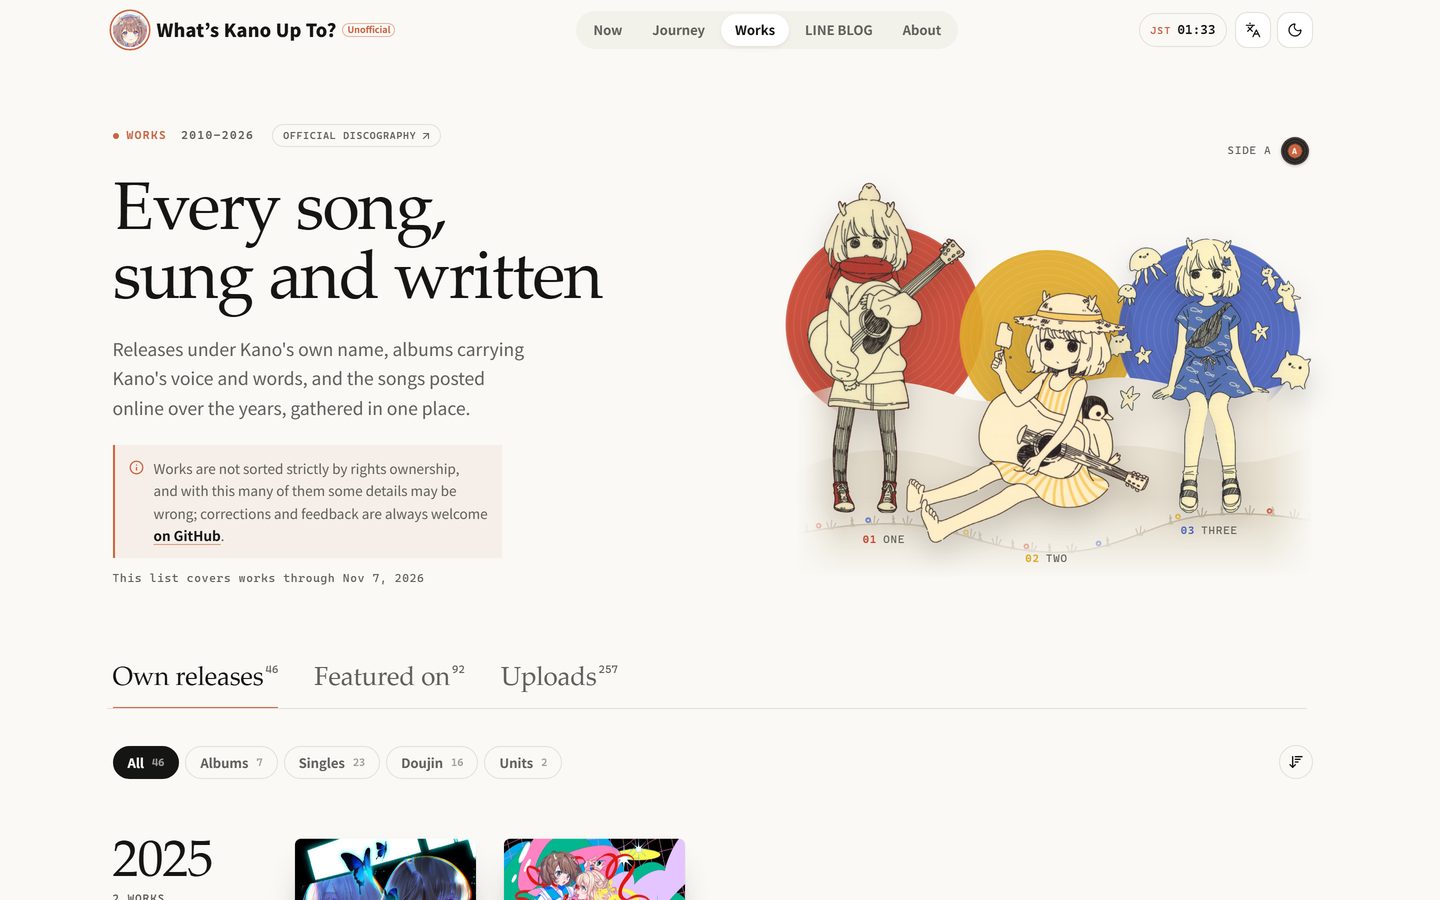 What's Kano Up To? Unofficial
Now Journey Works LINE BLOG About
JST 01:33
WORKS 2010–2026 OFFICIAL DISCOGRAPHY
SIDE A A
Every song,
sung and written
Releases under Kano's own name, albums carrying
Kano's voice and words, and the songs posted
online over the years, gathered in one place.
Works are not sorted strictly by rights ownership,
and with this many of them some details may be
wrong; corrections and feedback are always welcome
on GitHub.
This list covers works through Nov 7, 2026
01 ONE
02 TWO
03 THREE
Own releases 46 Featured on 92 Uploads 257
All 46 Albums 7 Singles 23 Doujin 16 Units 2
2025
2 WORKS